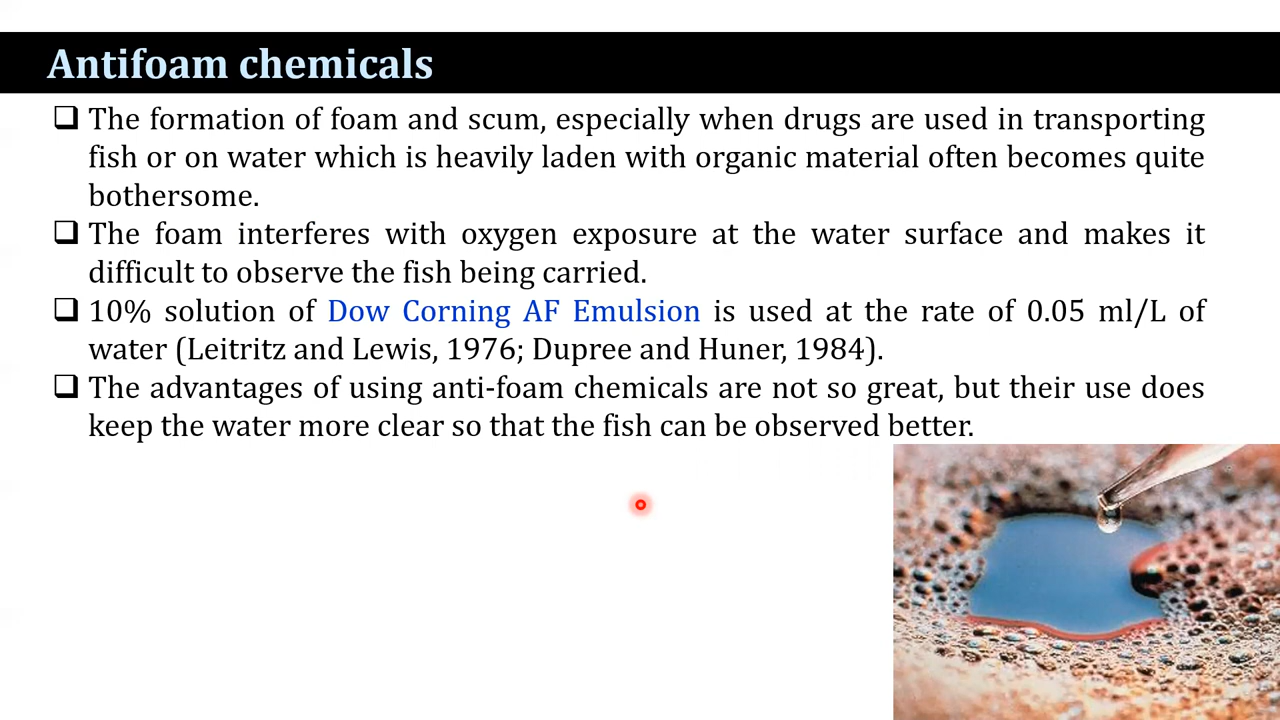 Antifoam chemicals
❑ The formation of foam and scum, especially when drugs are used in transporting
fish or on water which is heavily laden with organic material often becomes quite
bothersome.
❑ The foam interferes with oxygen exposure at the water surface and makes it
difficult to observe the fish being carried.
❑ 10% solution of Dow Corning AF Emulsion is used at the rate of 0.05 ml/L of
water (Leitritz and Lewis, 1976; Dupree and Huner, 1984).
❑ The advantages of using anti-foam chemicals are not so great, but their use does
keep the water more clear so that the fish can be observed better.